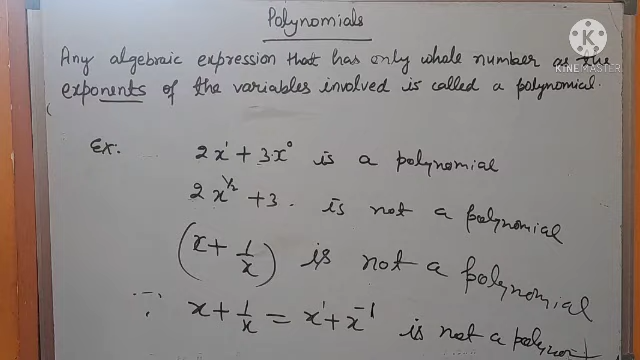 Polynomials
Any algebraic expression that has only whole number as the
exponents of the variables involved is called a polynomial.
Ex: 2x¹ + 3x⁰ is a polynomial
2x^1/2 + 3. is not a polynomial
(x + 1/x) is not a polynomial
∵ x + 1/x = x¹ + x⁻¹ is not a polynomi
KINEMASTER